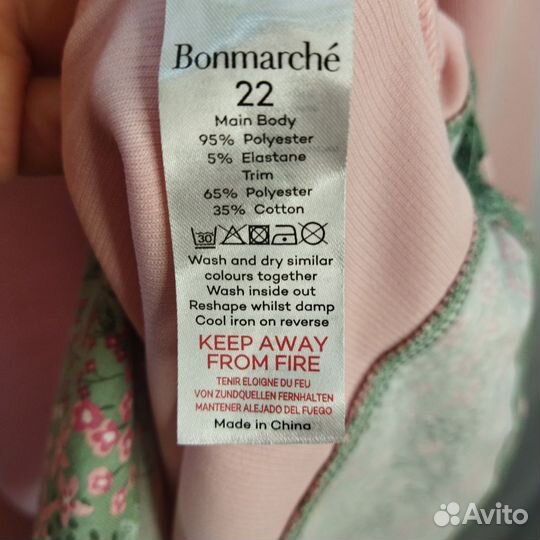 Bonmarché
22
Main Body
95% Polyester
5% Elastane
Trim
65% Polyester
35% Cotton
30
Wash and dry similar
colours together
Wash inside out
Reshape whilst damp
Cool iron on reverse
KEEP AWAY
FROM FIRE
TENIR ELOIGNE DU FEU
VON ZUNDQUELLEN FERNHALTEN
MANTENER ALEJADO DEL FUEGO
Made in China
Avito